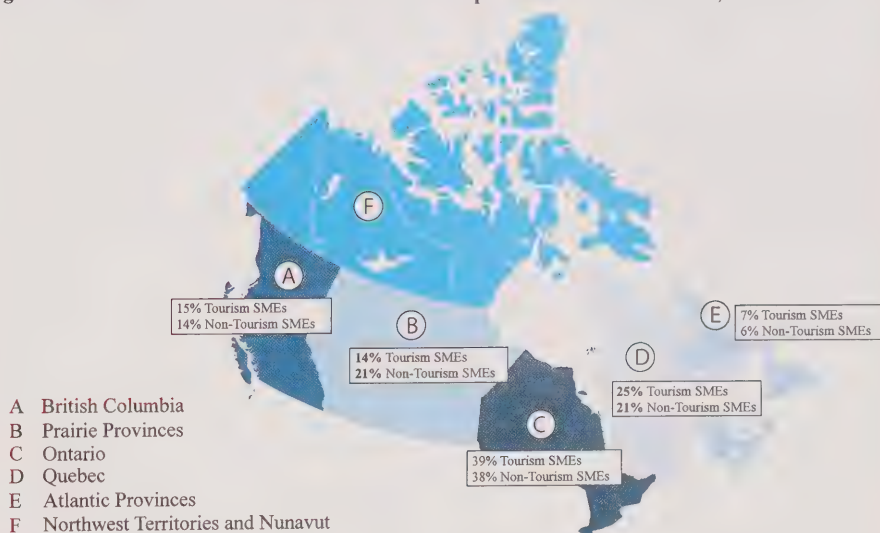 F
A
15% Tourism SMEs
14% Non-Tourism SMEs
B
14% Tourism SMEs
21% Non-Tourism SMEs
E
7% Tourism SMEs
6% Non-Tourism SMEs
D
25% Tourism SMEs
21% Non-Tourism SMEs
C
39% Tourism SMEs
38% Non-Tourism SMEs
A British Columbia
B Prairie Provinces
C Ontario
D Quebec
E Atlantic Provinces
F Northwest Territories and Nunavut